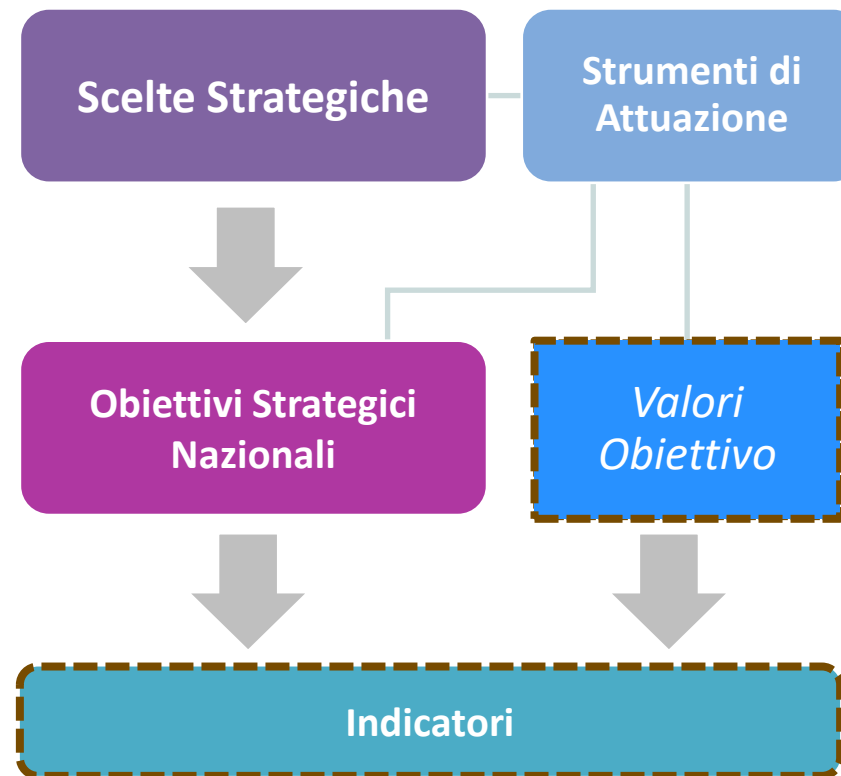 Scelte Strategiche
Strumenti di
Attuazione
Obiettivi Strategici
Nazionali
Valori
Obiettivo
Indicatori